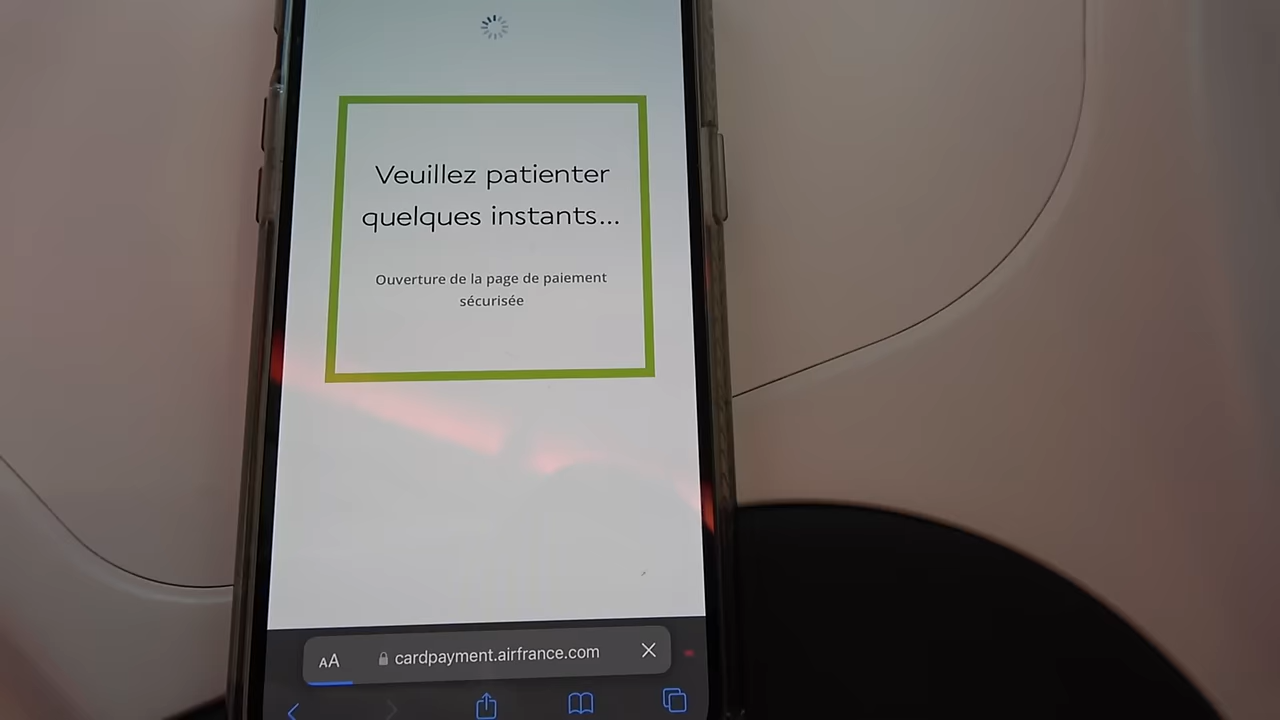 Veuillez patienter
quelques instants...
Ouverture de la page de paiement
sécurisée
AA cardpayment.airfrance.com